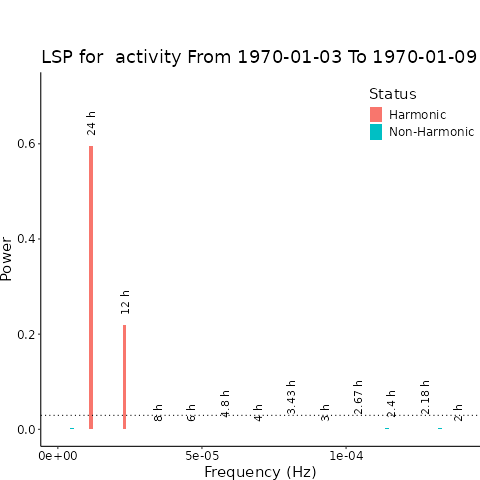 LSP for  activity From 1970-01-03 To 1970-01-09
Status
Harmonic
Non-Harmonic
Power
0.6
0.4
0.2
0.0
24 h
12 h
8 h
6 h
4.8 h
4 h
3.43 h
3 h
2.67 h
2.4 h
2.18 h
2 h
0e+00
5e-05
1e-04
Frequency (Hz)